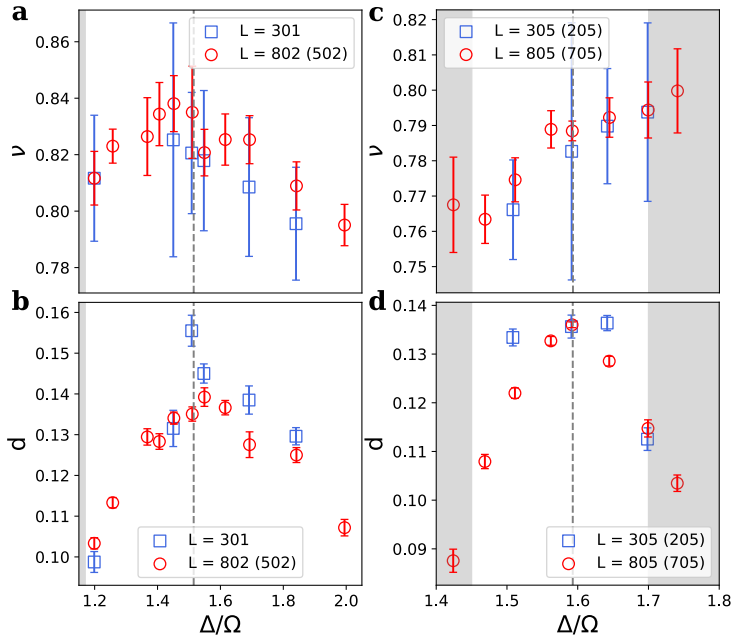 a
0.86
0.84
0.82
0.80
0.78
ν
L = 301
L = 802 (502)
c
0.82
0.81
0.80
0.79
0.78
0.77
0.76
0.75
ν
L = 305 (205)
L = 805 (705)
b
0.16
0.15
0.14
0.13
0.12
0.11
0.10
d
L = 301
L = 802 (502)
1.2
1.4
1.6
1.8
2.0
Δ/Ω
d
0.14
0.13
0.12
0.11
0.10
0.09
d
L = 305 (205)
L = 805 (705)
1.4
1.5
1.6
1.7
1.8
Δ/Ω